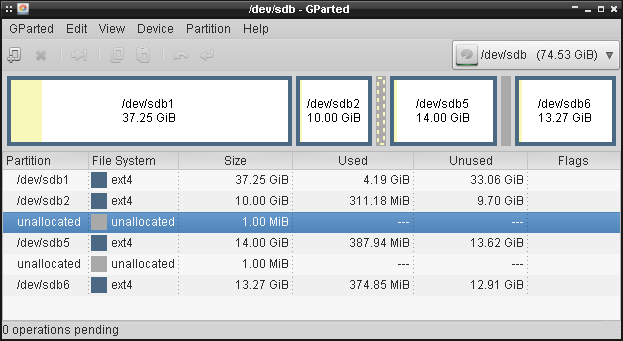 /dev/sdb - GParted
GParted Edit View Device Partition Help
/dev/sdb (74.53 GiB)
/dev/sdb1 /dev/sdb2 /dev/sdb5 /dev/sdb6
37.25 GiB 10.00 GiB 14.00 GiB 13.27 GiB
Partition File System Size Used Unused Flags
/dev/sdb1 ext4 37.25 GiB 4.19 GiB 33.06 GiB
/dev/sdb2 ext4 10.00 GiB 311.18 MiB 9.70 GiB
unallocated unallocated 1.00 MiB --- ---
/dev/sdb5 ext4 14.00 GiB 387.94 MiB 13.62 GiB
unallocated unallocated 1.00 MiB --- ---
/dev/sdb6 ext4 13.27 GiB 374.85 MiB 12.91 GiB
0 operations pending